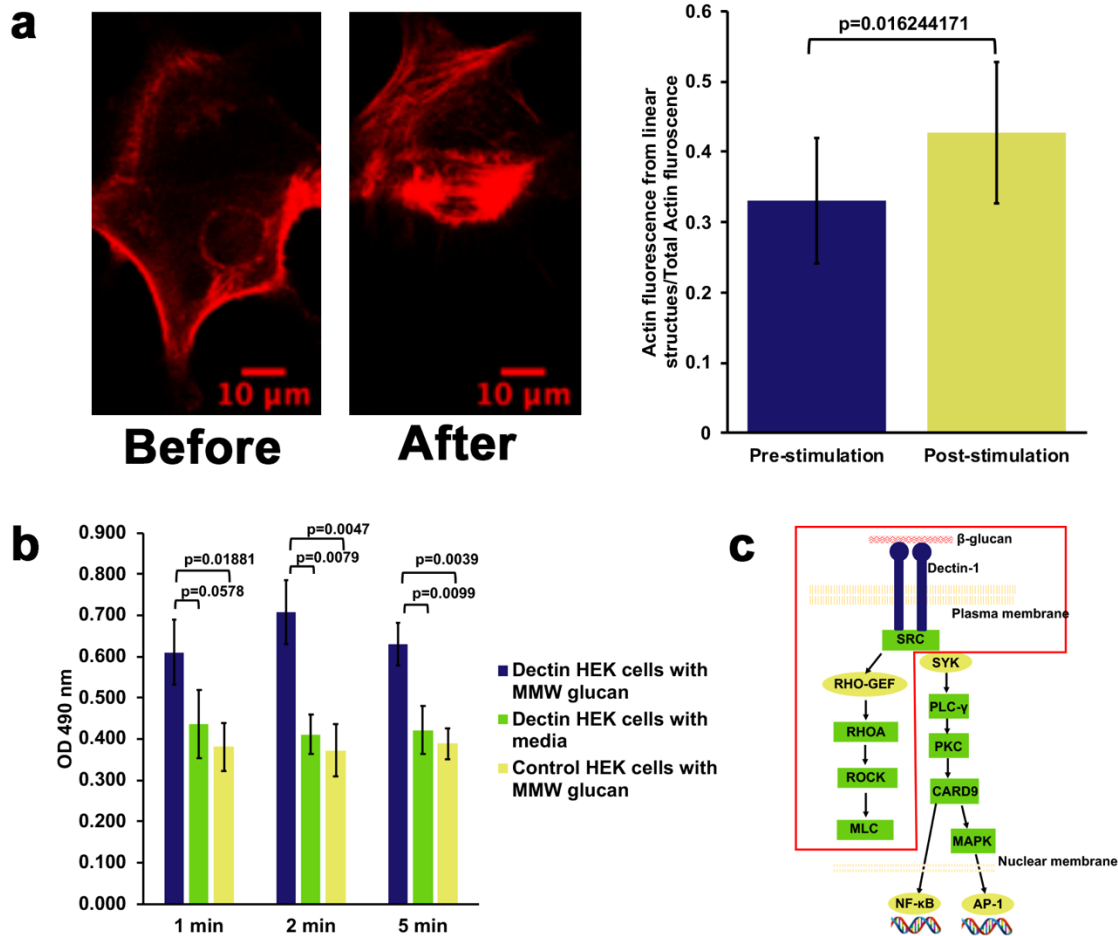 a
10 µm
Before
10 µm
After
p=0.016244171
Actin fluorescence from linear
structues/Total Actin fluroscence
0.6
0.5
0.4
0.3
0.2
0.1
0
Pre-stimulation
Post-stimulation
b
OD 490 nm
0.900
0.800
0.700
0.600
0.500
0.400
0.300
0.200
0.100
0.000
p=0.01881
p=0.0578
p=0.0047
p=0.0079
p=0.0039
p=0.0099
1 min
2 min
5 min
Dectin HEK cells with
MMW glucan
Dectin HEK cells with
media
Control HEK cells with
MMW glucan
c
β-glucan
Dectin-1
Plasma membrane
SRC
SYK
RHO-GEF
PLC-γ
RHOA
PKC
ROCK
CARD9
MLC
MAPK
Nuclear membrane
NF-κB
AP-1